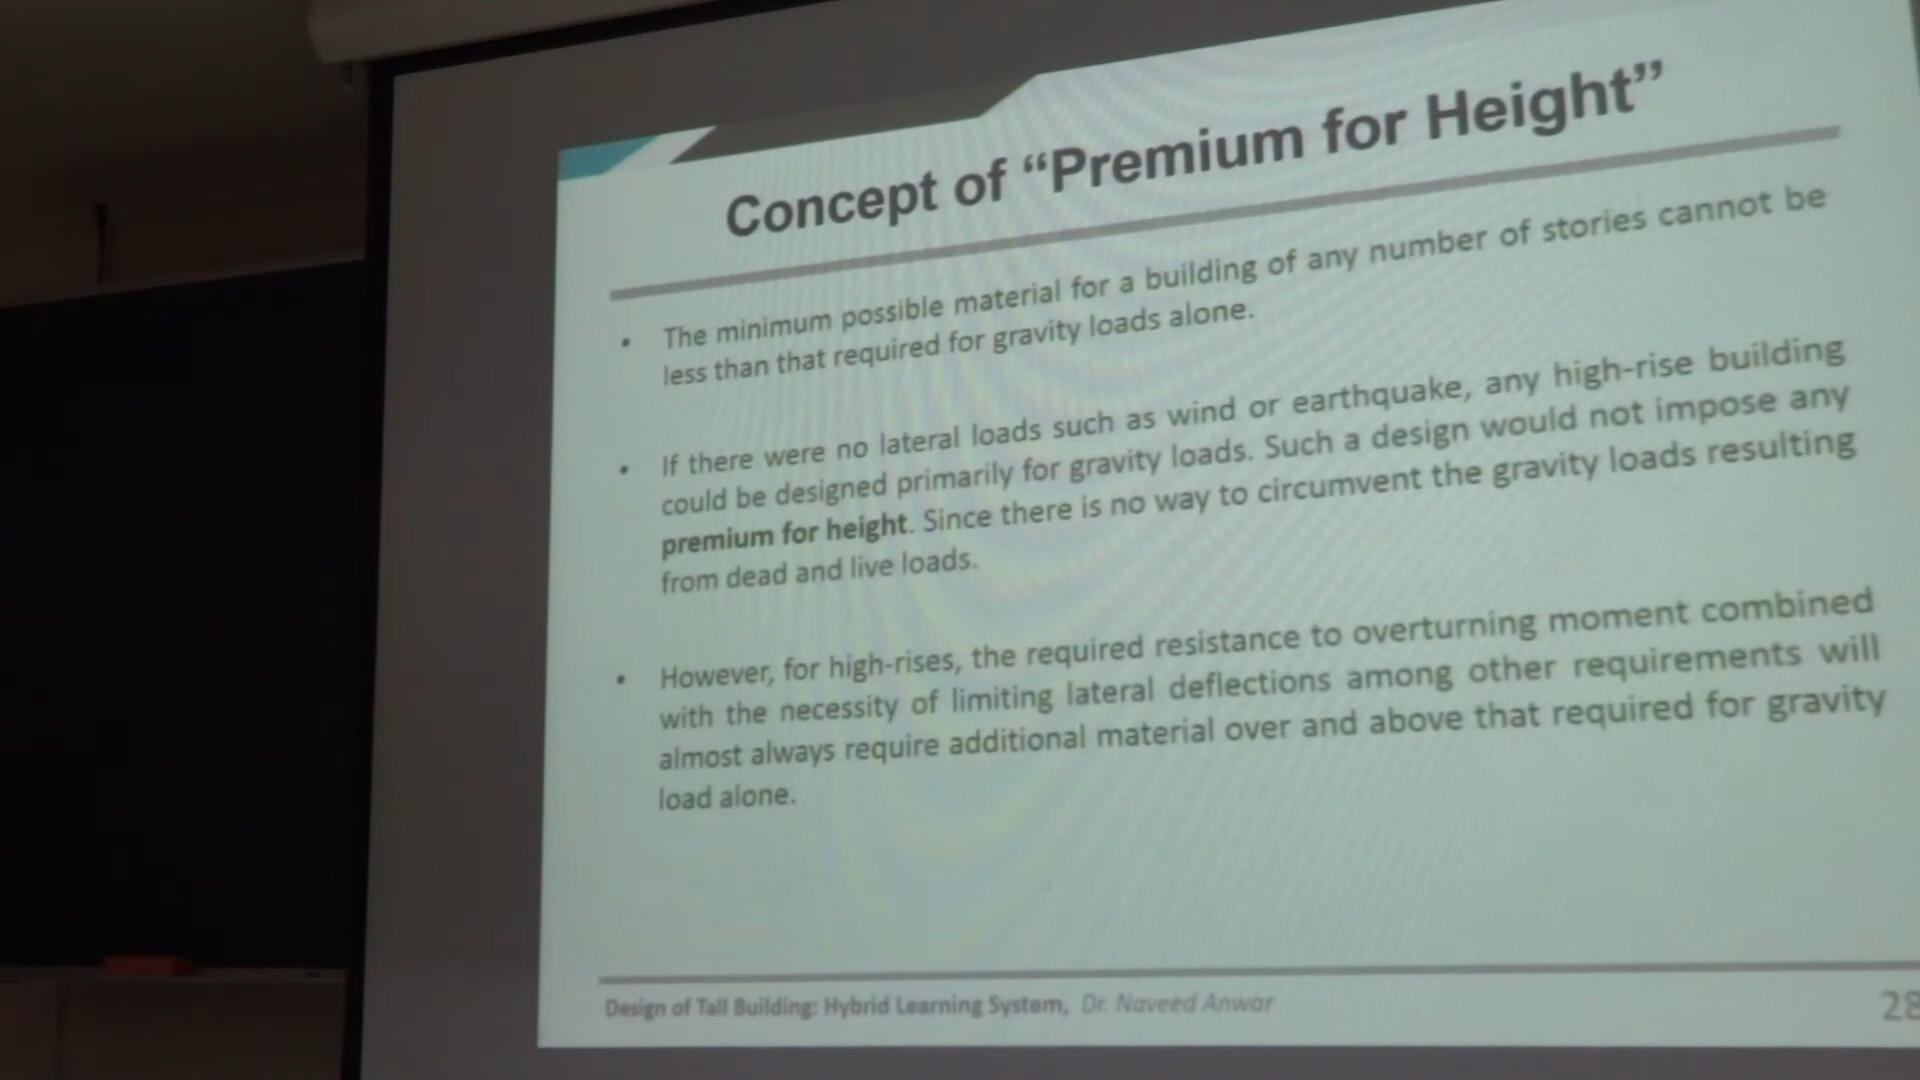 Concept of “Premium for Height”
• The minimum possible material for a building of any number of stories cannot be
less than that required for gravity loads alone.
• If there were no lateral loads such as wind or earthquake, any high-rise building
could be designed primarily for gravity loads. Such a design would not impose any
premium for height. Since there is no way to circumvent the gravity loads resulting
from dead and live loads.
• However, for high-rises, the required resistance to overturning moment combined
with the necessity of limiting lateral deflections among other requirements will
almost always require additional material over and above that required for gravity
load alone.
Design of Tall Building: Hybrid Learning System, Dr. Naveed Anwar
28